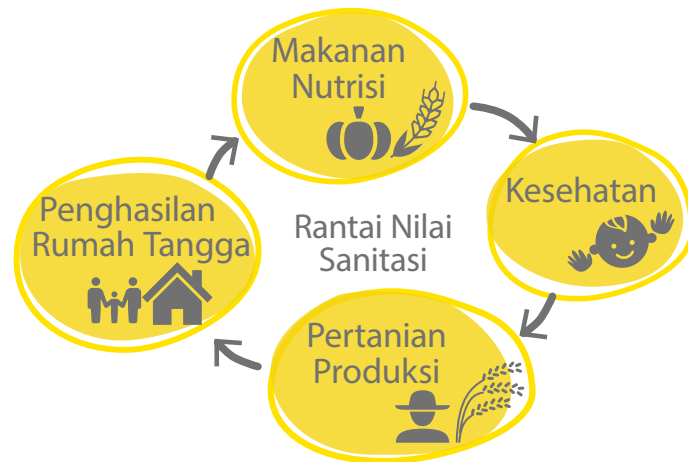 Makanan
Nutrisi
Kesehatan
Penghasilan
Rumah Tangga
Rantai Nilai
Sanitasi
Pertanian
Produksi